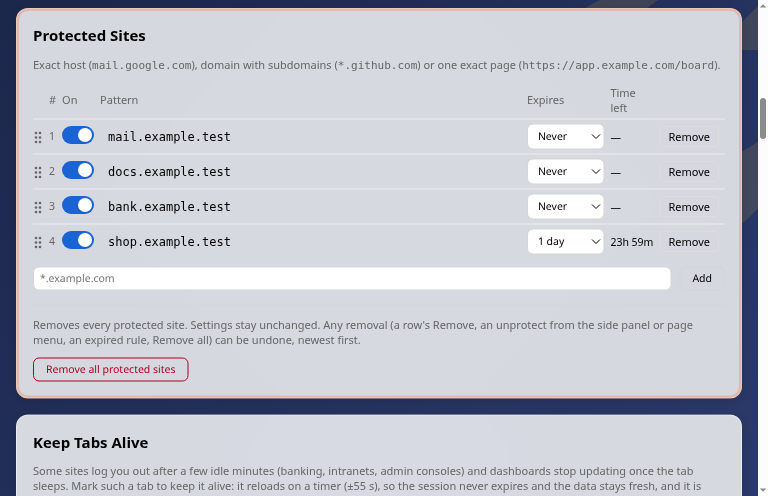 Protected Sites
Exact host (mail.google.com), domain with subdomains (*.github.com) or one exact page (https://app.example.com/board).
# On Pattern Expires Time left
1 mail.example.test Never — Remove
2 docs.example.test Never — Remove
3 bank.example.test Never — Remove
4 shop.example.test 1 day 23h 59m Remove
*.example.com Add
Removes every protected site. Settings stay unchanged. Any removal (a row's Remove, an unprotect from the side panel or page
menu, an expired rule, Remove all) can be undone, newest first.
Remove all protected sites
Keep Tabs Alive
Some sites log you out after a few idle minutes (banking, intranets, admin consoles) and dashboards stop updating once the tab
sleeps. Mark such a tab to keep it alive: it reloads on a timer (±55 s), so the session never expires and the data stays fresh, and it is